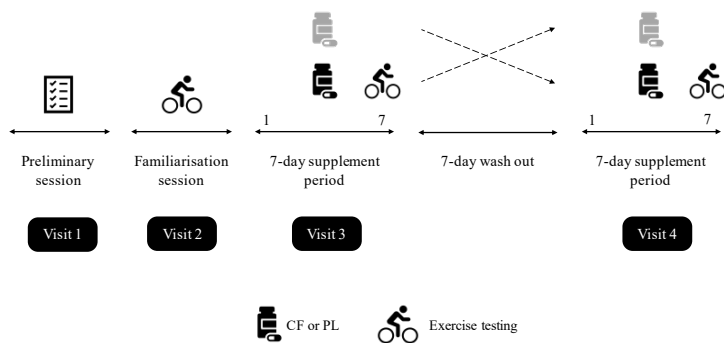 1
7
1
7
Preliminary
session
Familiarisation
session
7-day supplement
period
7-day wash out
7-day supplement
period
Visit 1
Visit 2
Visit 3
Visit 4
CF or PL
Exercise testing